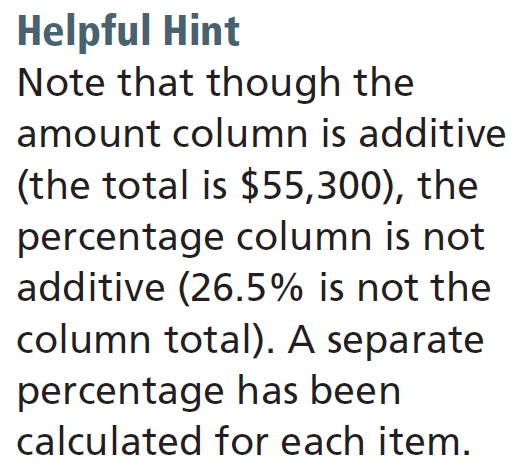 Helpful Hint
Note that though the
amount column is additive
(the total is $55,300), the
percentage column is not
additive (26.5% is not the
column total). A separate
percentage has been
calculated for each item.